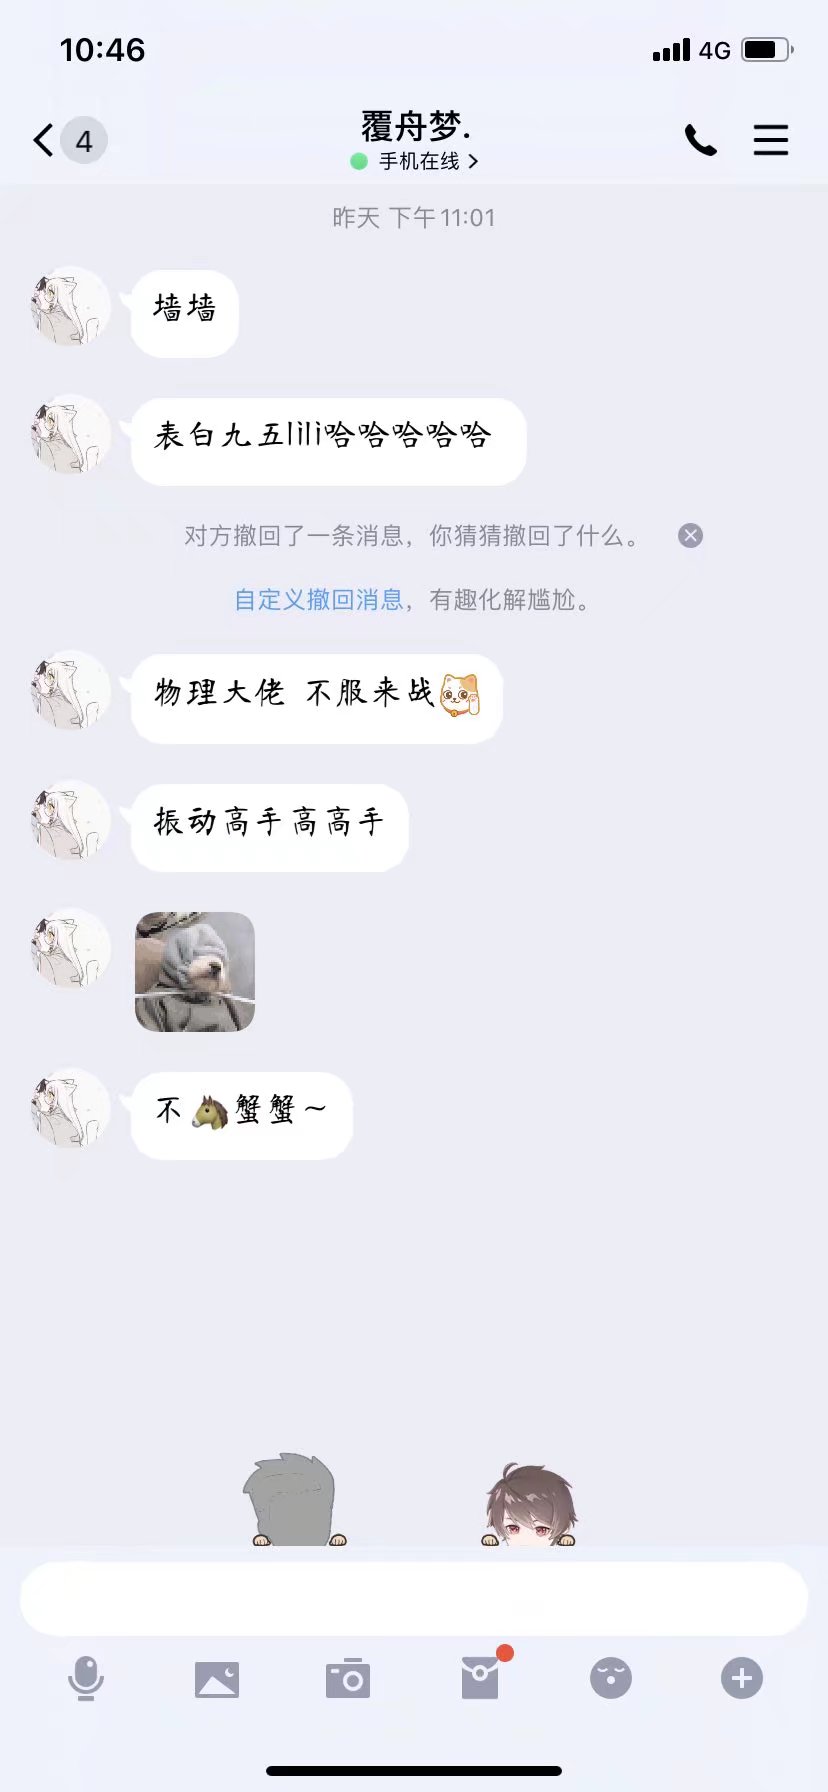 10:46
4G
4
覆舟梦.
手机在线
昨天 下午11:01
墙墙
表白九五lili哈哈哈哈哈
对方撤回了一条消息，你猜猜撤回了什么。
自定义撤回消息，有趣化解尴尬。
物理大佬 不服来战
振动高手高高手
不🐴蟹蟹～